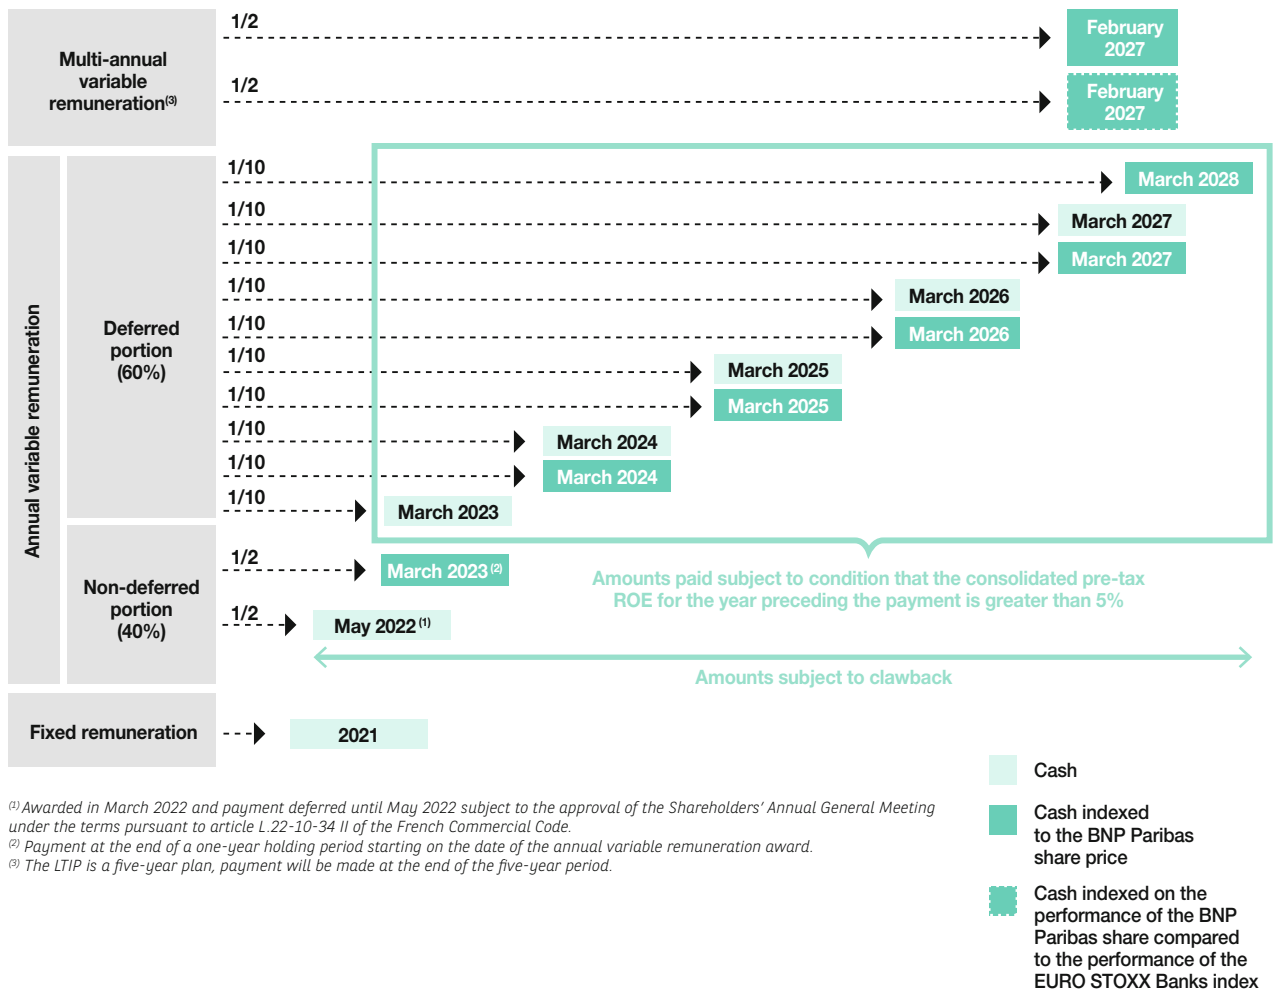 Multi-annual
variable
remuneration(3)
1/2
February
2027
1/2
February
2027
Annual variable remuneration
Deferred
portion
(60%)
1/10
March 2028
1/10
March 2027
1/10
March 2027
1/10
March 2026
1/10
March 2026
1/10
March 2025
1/10
March 2025
1/10
March 2024
1/10
March 2024
1/10
March 2023
Non-deferred
portion
(40%)
1/2
March 2023 (2)
1/2
May 2022 (1)
Amounts paid subject to condition that the consolidated pre-tax
ROE for the year preceding the payment is greater than 5%
Amounts subject to clawback
Fixed remuneration
2021
Cash
Cash indexed
to the BNP Paribas
share price
Cash indexed on the
performance of the BNP
Paribas share compared
to the performance of the
EURO STOXX Banks index
(1) Awarded in March 2022 and payment deferred until May 2022 subject to the approval of the Shareholders' Annual General Meeting
under the terms pursuant to article L.22-10-34 II of the French Commercial Code.
(2) Payment at the end of a one-year holding period starting on the date of the annual variable remuneration award.
(3) The LTIP is a five-year plan, payment will be made at the end of the five-year period.